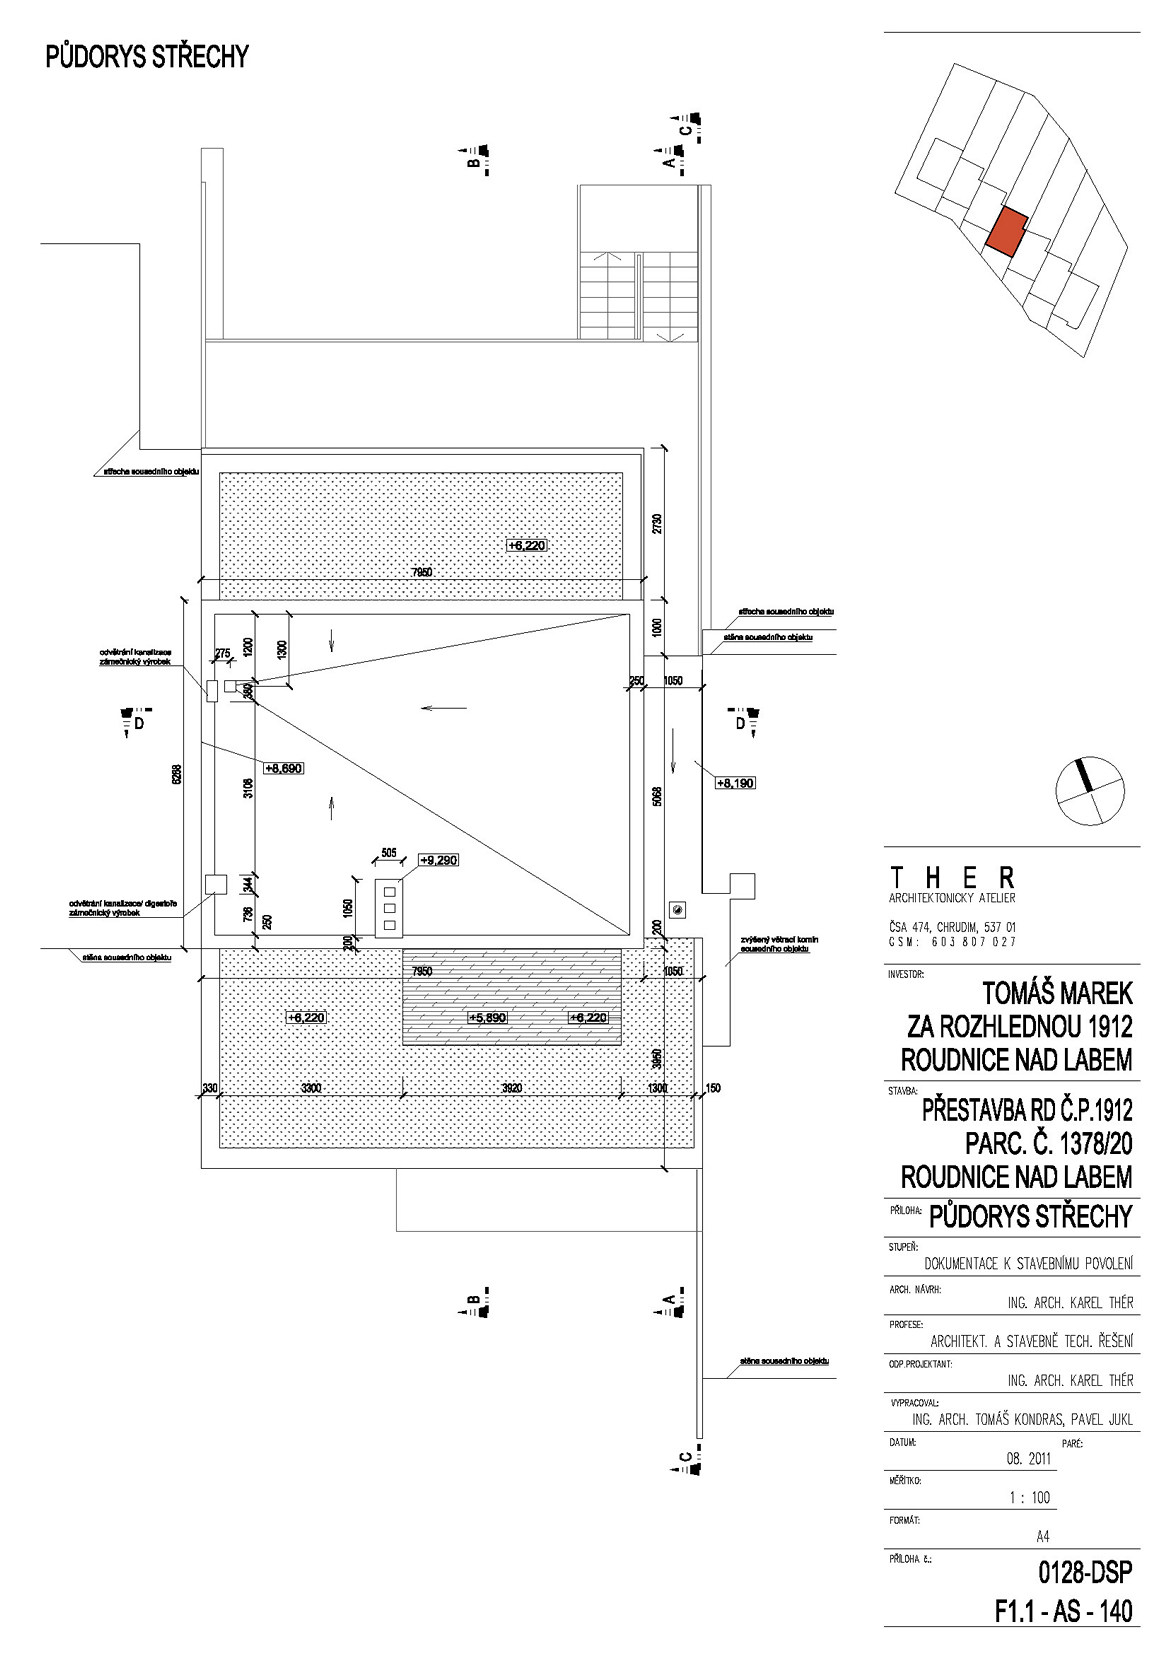 PŮDORYS STŘECHY
C
B
A
střecha sousedního objektu
+6,220
2730
7950
střecha sousedního objektu
stěna sousedního objektu
1000
1200
1300
275
odvětrání kanalizace
zámečnický výrobek
360
250
1050
D
D
+8,690
+8,190
6268
3108
5068
505
+9,290
344
odvětrání kanalizace/ digestoře
zámečnický výrobek
736
250
1050
200
200
zvýšený větrací komín
sousedního objektu
stěna sousedního objektu
7950
1050
+6,220
+5,890
+6,220
3950
330
3300
3920
1300
150
B
A
stěna sousedního objektu
C
THER
ARCHITEKTONICKÝ ATELIER
ČSA 474, CHRUDIM, 537 01
GSM: 603 807 027
INVESTOR:
TOMÁŠ MAREK
ZA ROZHLEDNOU 1912
ROUDNICE NAD LABEM
STAVBA:
PŘESTAVBA RD Č.P.1912
PARC. Č. 1378/20
ROUDNICE NAD LABEM
PŘÍLOHA: PŮDORYS STŘECHY
STUPEŇ:
DOKUMENTACE K STAVEBNÍMU POVOLENÍ
ARCH. NÁVRH:
ING. ARCH. KAREL THÉR
PROFESE:
ARCHITEKT. A STAVEBNĚ TECH. ŘEŠENÍ
ODP.PROJEKTANT:
ING. ARCH. KAREL THÉR
VYPRACOVAL:
ING. ARCH. TOMÁŠ KONDRAS, PAVEL JUKL
DATUM: PARÉ:
08. 2011
MĚŘÍTKO:
1 : 100
FORMÁT:
A4
PŘÍLOHA č.:
0128-DSP
F1.1 - AS - 140